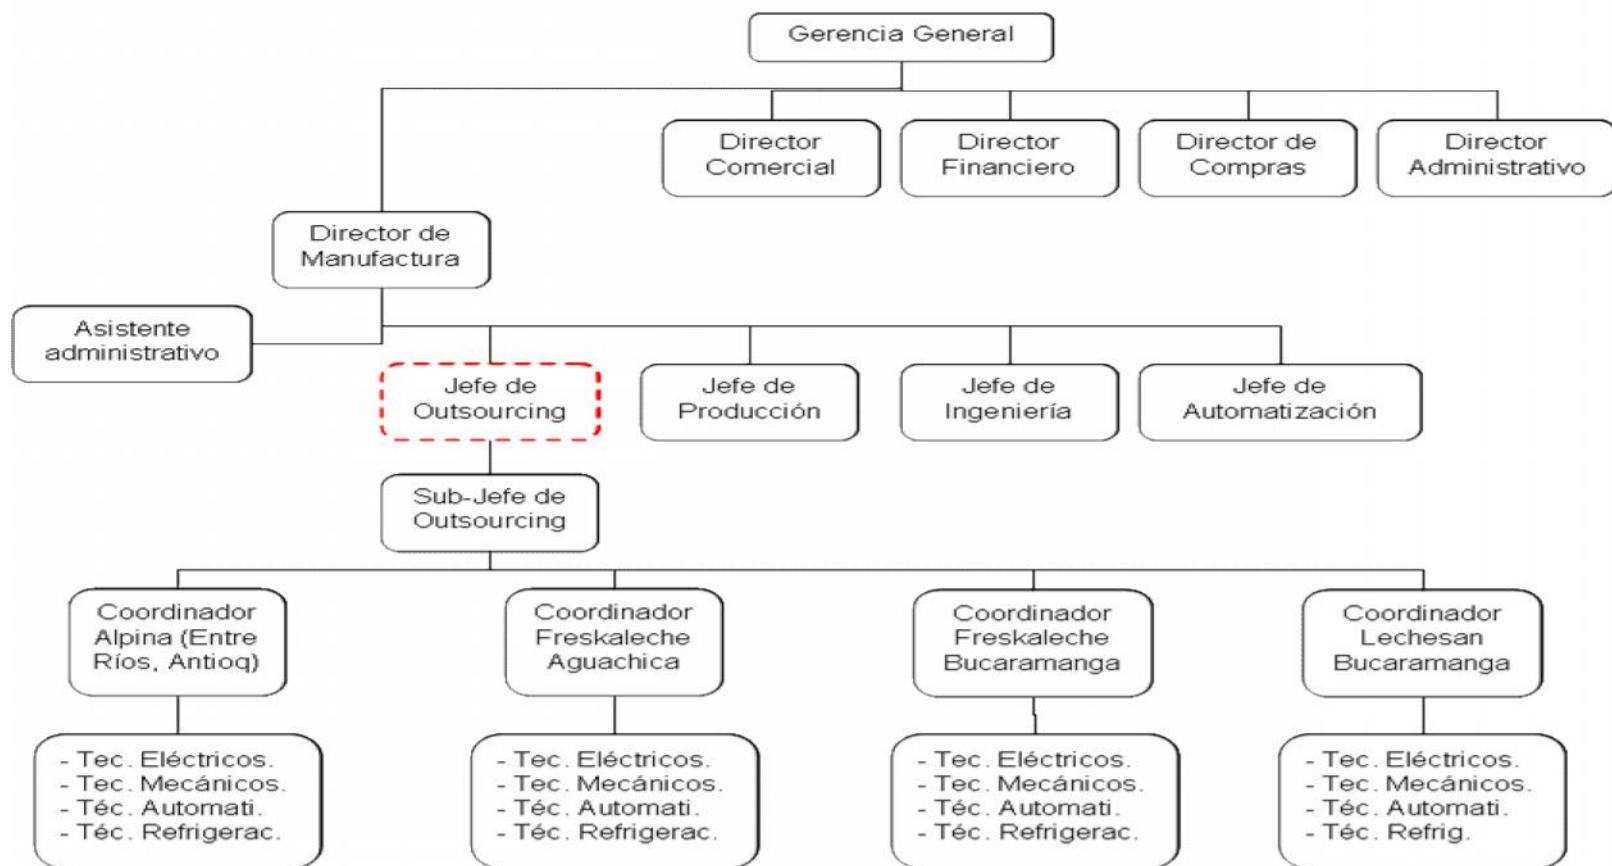 Gerencia General
Director
Comercial
Director
Financiero
Director de
Compras
Director
Administrativo
Director de
Manufactura
Asistente
administrativo
Jefe de
Outsourcing
Jefe de
Producción
Jefe de
Ingeniería
Jefe de
Automatización
Sub-Jefe de
Outsourcing
Coordinador
Alpina (Entre
Ríos, Antioq)
Coordinador
Freskaleche
Aguachica
Coordinador
Freskaleche
Bucaramanga
Coordinador
Lechesan
Bucaramanga
- Tec. Eléctricos.
- Tec. Mecánicos.
- Téc. Automati.
- Téc. Refrigerac.
- Tec. Eléctricos.
- Tec. Mecánicos.
- Téc. Automati.
- Téc. Refrigerac.
- Tec. Eléctricos.
- Tec. Mecánicos.
- Téc. Automati.
- Téc. Refrigerac.
- Tec. Eléctricos.
- Tec. Mecánicos.
- Téc. Automati.
- Téc. Refrig.